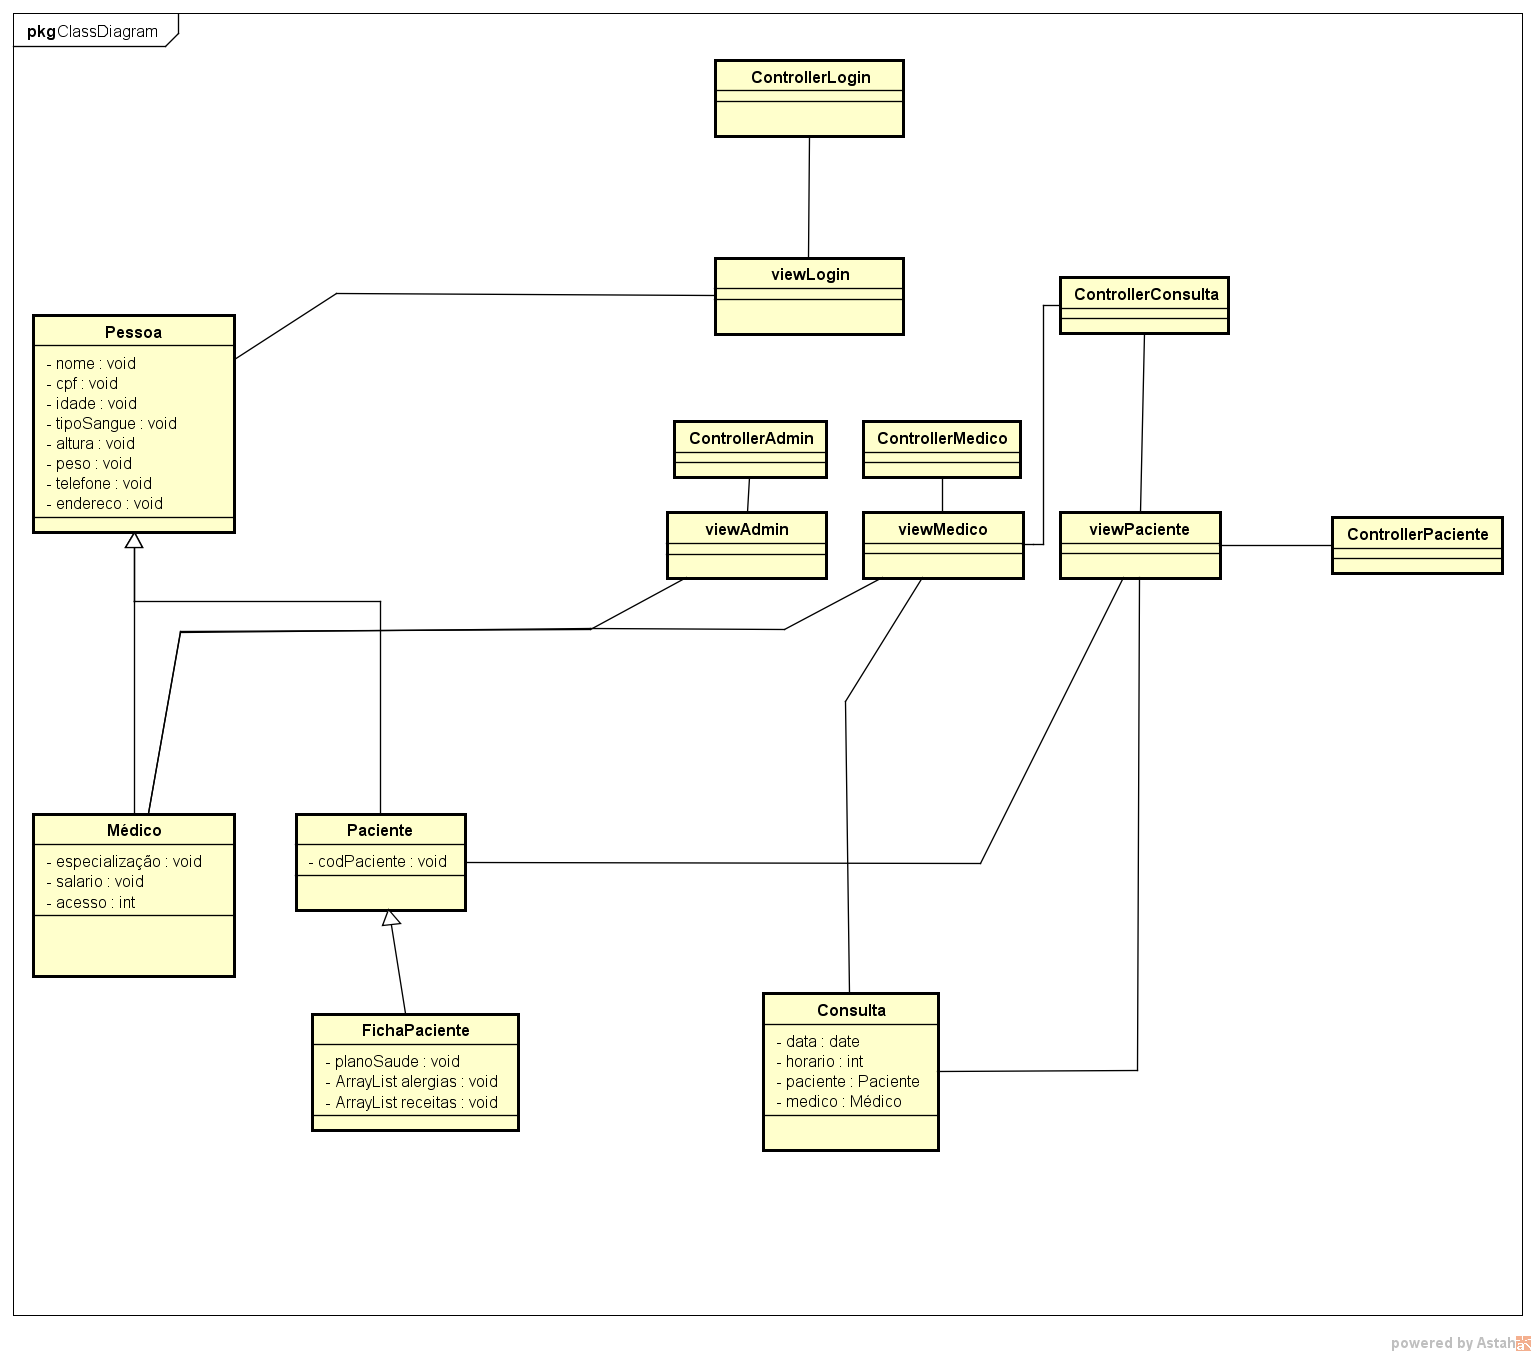 pkg ClassDiagram
ControllerLogin
viewLogin
ControllerConsulta
Pessoa
- nome : void
- cpf : void
- idade : void
- tipoSangue : void
- altura : void
- peso : void
- telefone : void
- endereco : void
ControllerAdmin
ControllerMedico
viewAdmin
viewMedico
viewPaciente
ControllerPaciente
Médico
- especialização : void
- salario : void
- acesso : int
Paciente
- codPaciente : void
FichaPaciente
- planoSaude : void
- ArrayList alergias : void
- ArrayList receitas : void
Consulta
- data : date
- horario : int
- paciente : Paciente
- medico : Médico
powered by Astah